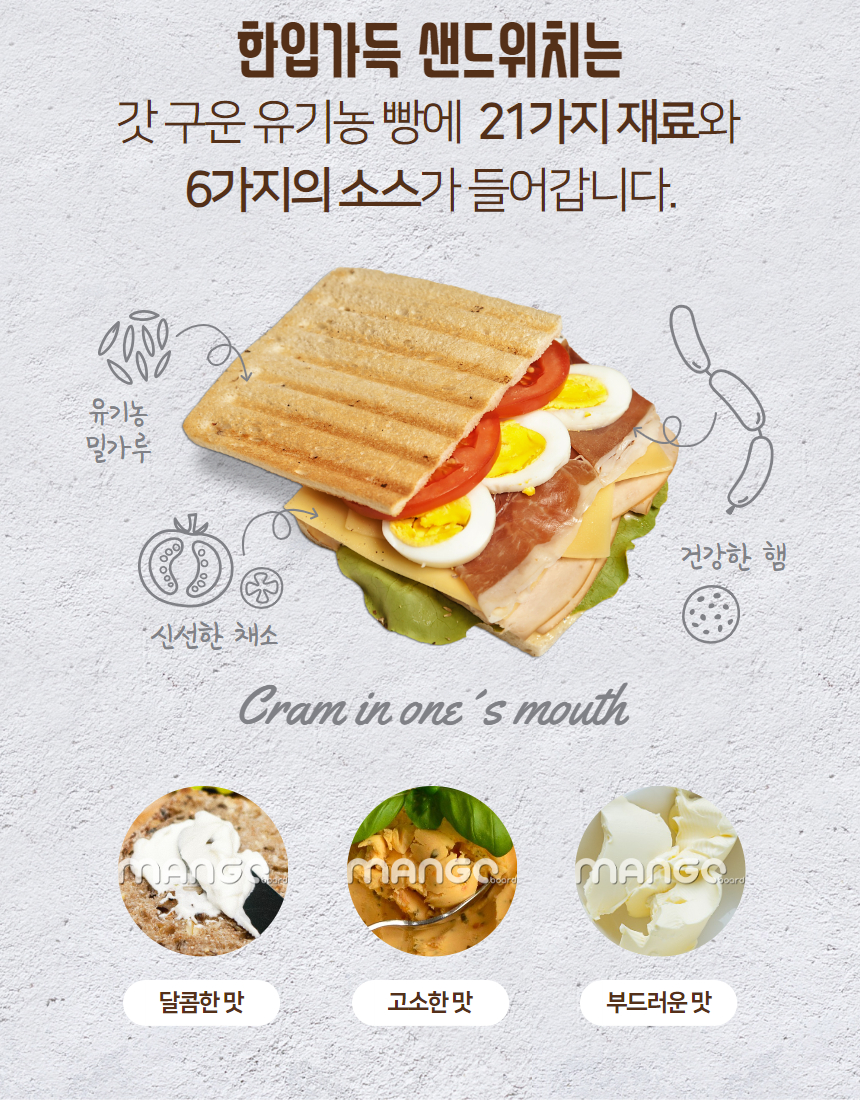 한입가득 샌드위치는
갓 구운 유기농 빵에 21가지 재료와
6가지의 소스가 들어갑니다.
유기농
밀가루
건강한 햄
신선한 채소
Cram in one´s mouth
MANGO board MANGO board MANGO board
달콤한 맛 고소한 맛 부드러운 맛